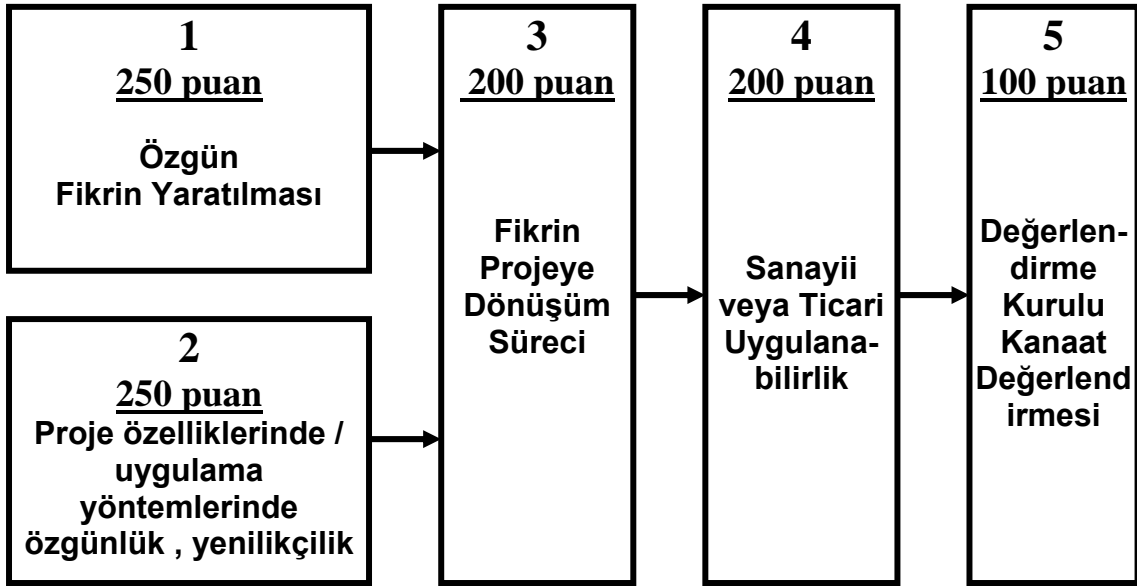 1
250 puan
Özgün
Fikrin Yaratılması
2
250 puan
Proje özelliklerinde /
uygulama
yöntemlerinde
özgünlük , yenilikçilik
3
200 puan
Fikrin
Projeye
Dönüşüm
Süreci
4
200 puan
Sanayii
veya Ticari
Uygulana-
bilirlik
5
100 puan
Değerlen-
dirme
Kurulu
Kanaat
Değerlend
irmesi